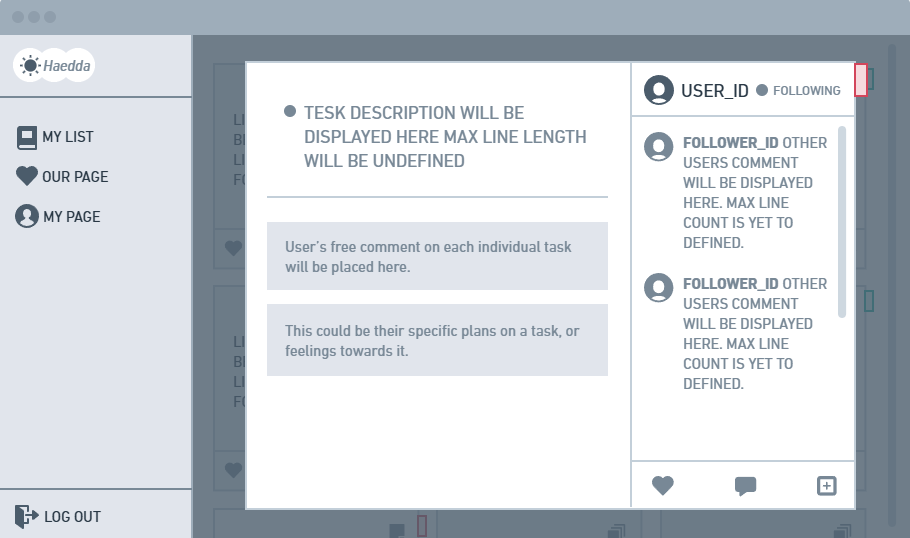 Haedda
MY LIST
OUR PAGE
MY PAGE
LOG OUT
TESK DESCRIPTION WILL BE
DISPLAYED HERE MAX LINE LENGTH
WILL BE UNDEFINED
User's free comment on each individual task
will be placed here.
This could be their specific plans on a task, or
feelings towards it.
USER_ID FOLLOWING
FOLLOWER_ID OTHER
USERS COMMENT
WILL BE DISPLAYED
HERE. MAX LINE
COUNT IS YET TO
DEFINED.
FOLLOWER_ID OTHER
USERS COMMENT
WILL BE DISPLAYED
HERE. MAX LINE
COUNT IS YET TO
DEFINED.